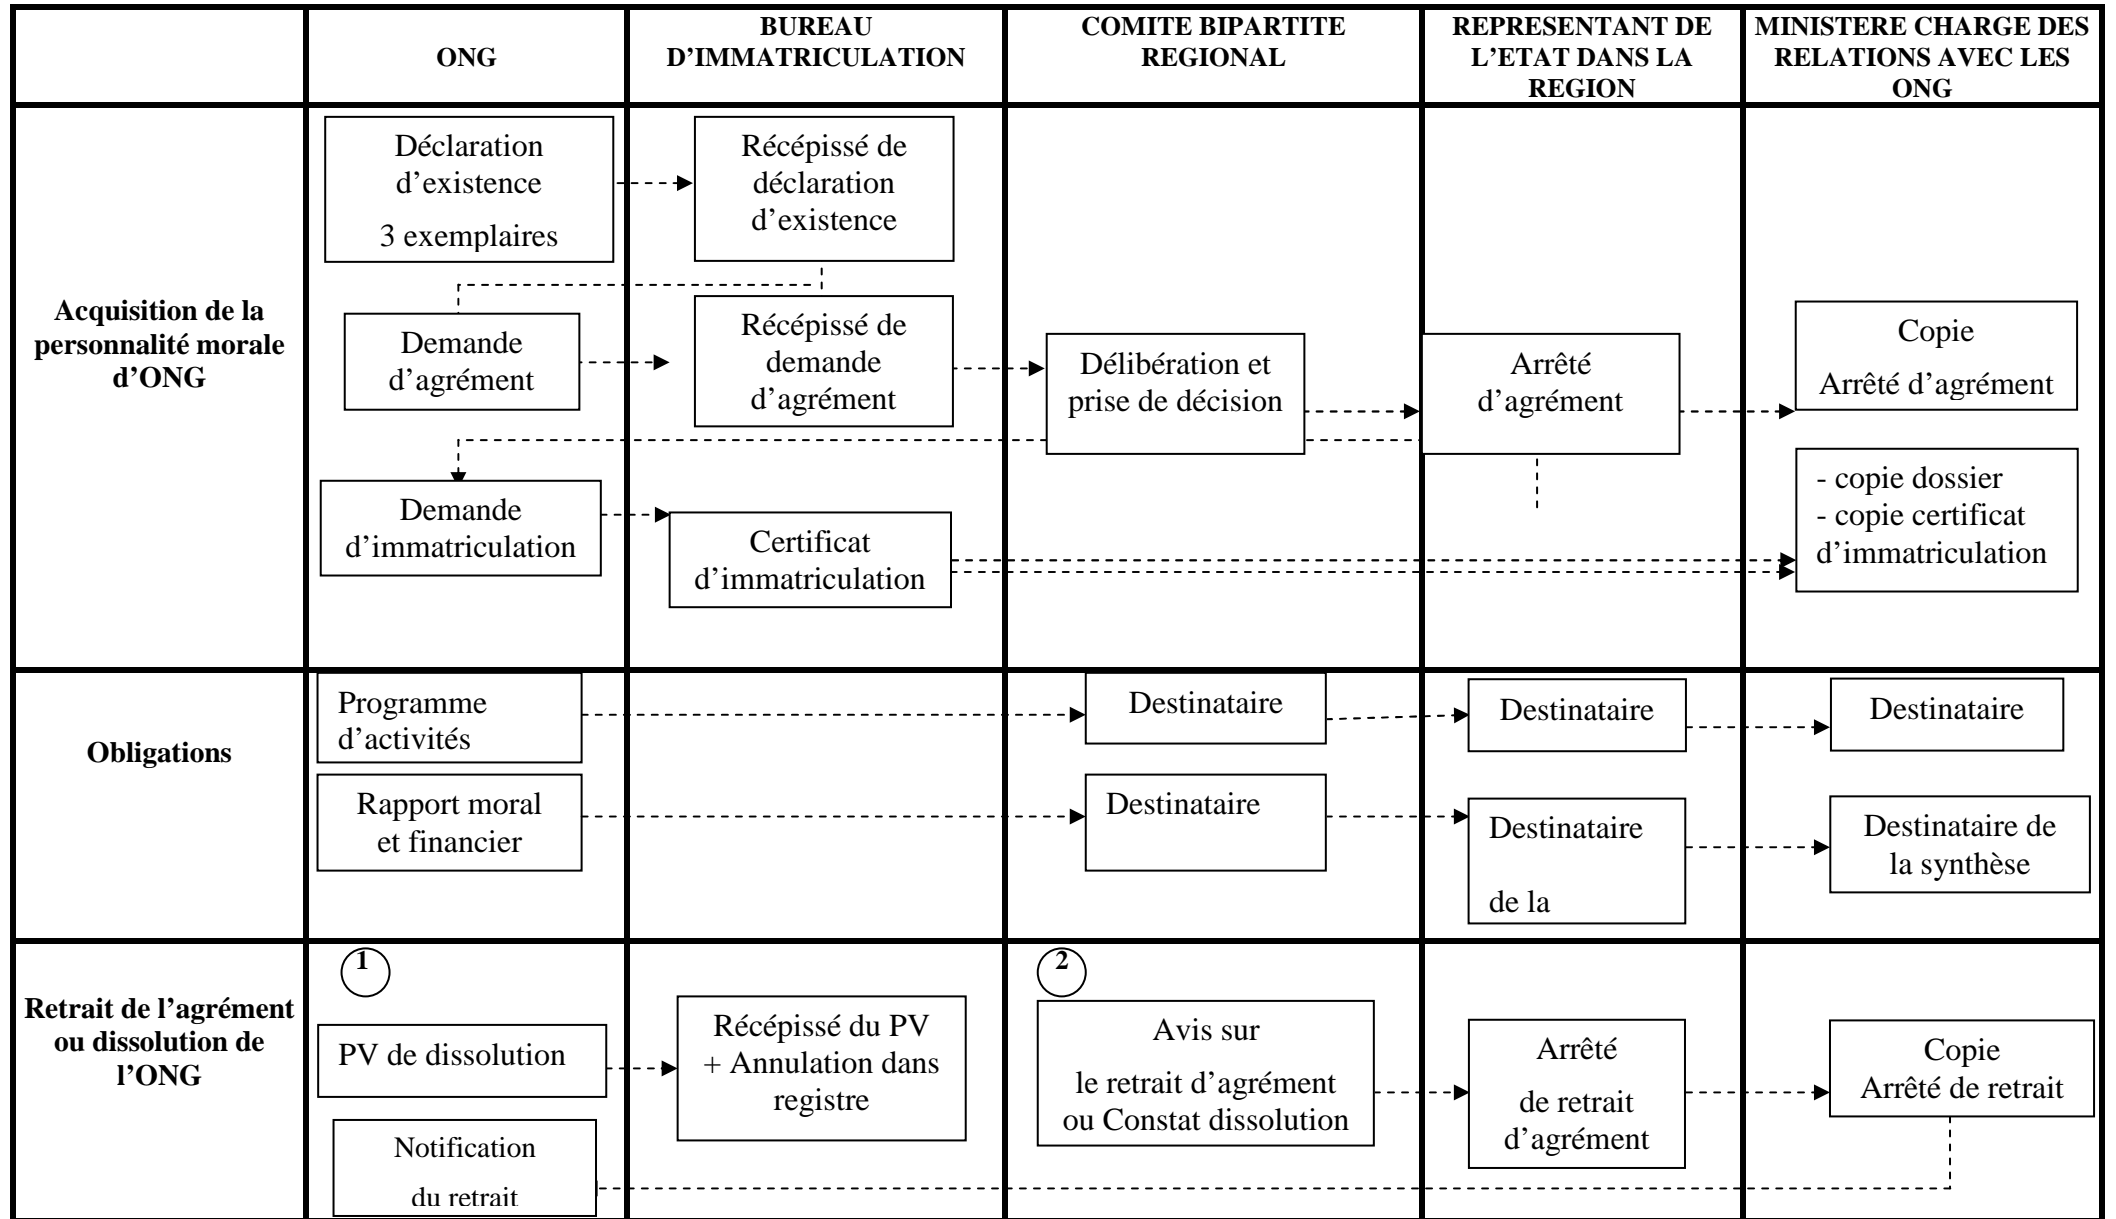 ONG
BUREAU
D’IMMATRICULATION
COMITE BIPARTITE
REGIONAL
REPRESENTANT DE
L’ETAT DANS LA
REGION
MINISTERE CHARGE DES
RELATIONS AVEC LES
ONG
Acquisition de la
personnalité morale
d’ONG
Déclaration
d’existence
3 exemplaires
Récépissé de
déclaration
d’existence
Demande
d’agrément
Récépissé de
demande
d’agrément
Délibération et
prise de décision
Arrêté
d’agrément
Copie
Arrêté d’agrément
Demande
d’immatriculation
Certificat
d’immatriculation
- copie dossier
- copie certificat
d’immatriculation
Obligations
Programme
d’activités
Destinataire
Destinataire
Destinataire
Rapport moral
et financier
Destinataire
Destinataire
de la
Destinataire de
la synthèse
Retrait de l’agrément
ou dissolution de
l’ONG
1
PV de dissolution
Récépissé du PV
+ Annulation dans
registre
2
Avis sur
le retrait d’agrément
ou Constat dissolution
Arrêté
de retrait
d’agrément
Copie
Arrêté de retrait
Notification
du retrait